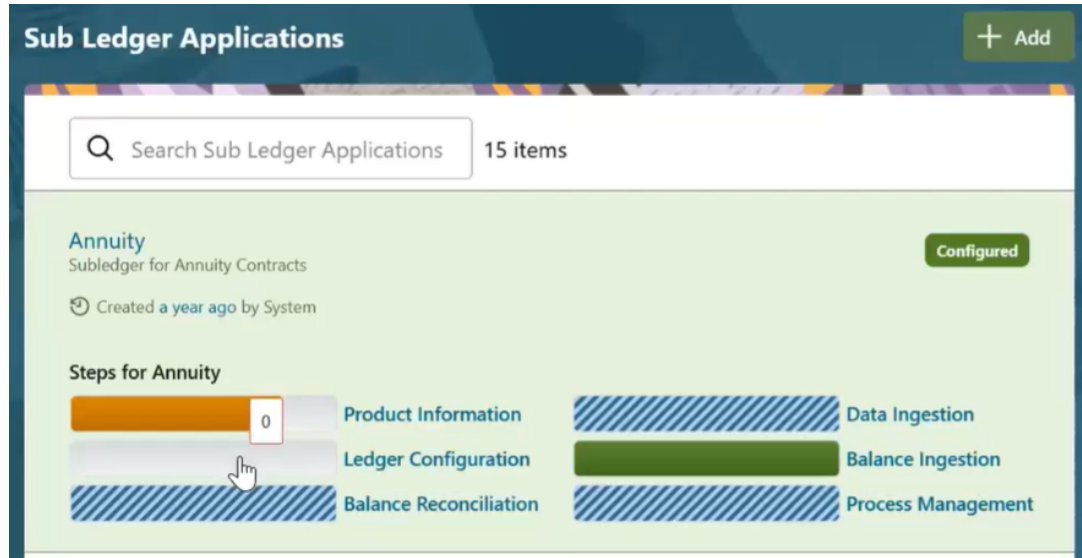 Sub Ledger Applications
+ Add
Search Sub Ledger Applications
15 items
Annuity
Configured
Subledger for Annuity Contracts
Created a year ago by System
Steps for Annuity
0
Product Information
Data Ingestion
Ledger Configuration
Balance Ingestion
Balance Reconciliation
Process Management